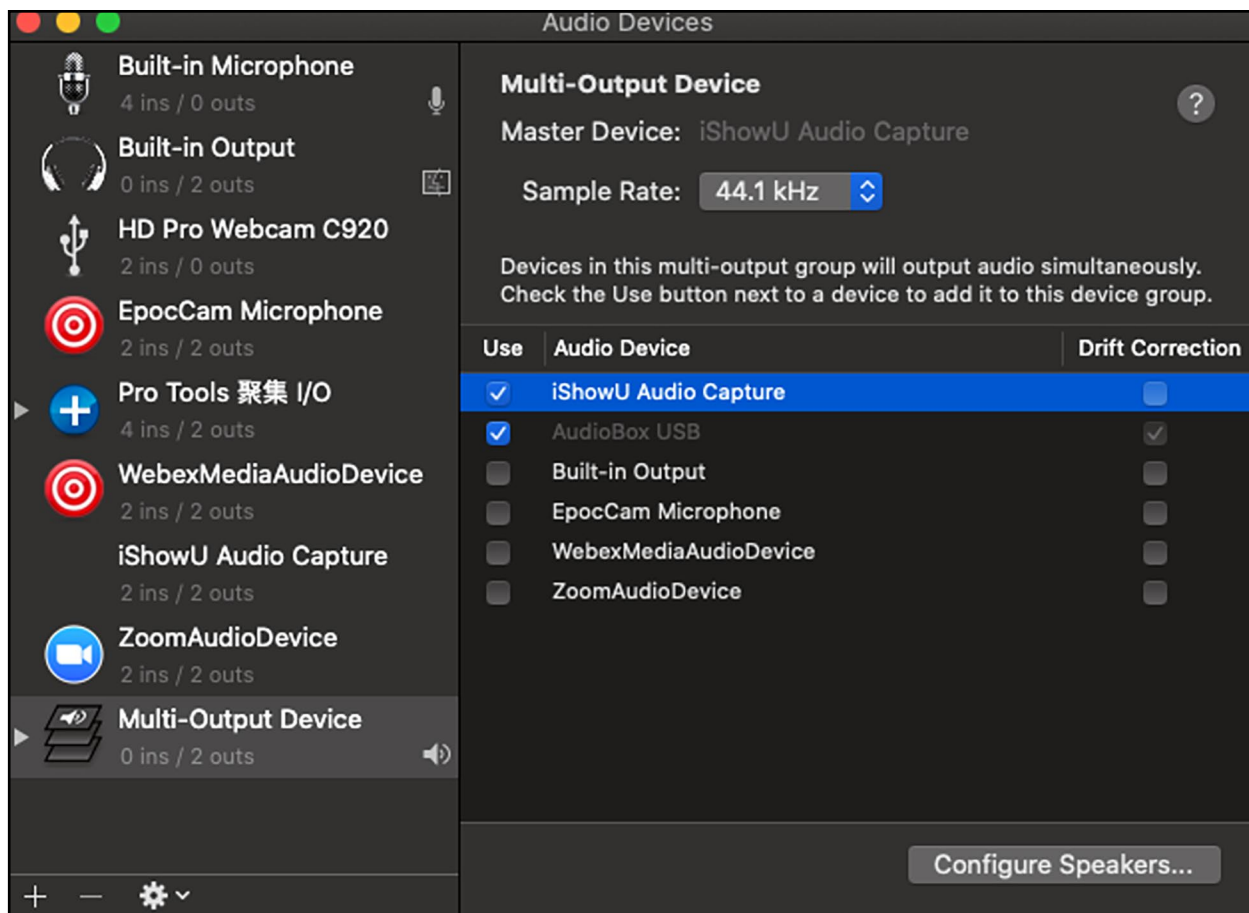 Audio Devices
Built-in Microphone
4 ins / 0 outs
Built-in Output
0 ins / 2 outs
HD Pro Webcam C920
2 ins / 0 outs
EpocCam Microphone
2 ins / 2 outs
Pro Tools 聚集 I/O
4 ins / 2 outs
WebexMediaAudioDevice
2 ins / 2 outs
iShowU Audio Capture
2 ins / 2 outs
ZoomAudioDevice
2 ins / 2 outs
Multi-Output Device
0 ins / 2 outs
Multi-Output Device
?
Master Device: iShowU Audio Capture
Sample Rate: 44.1 kHz
Devices in this multi-output group will output audio simultaneously.
Check the Use button next to a device to add it to this device group.
Use Audio Device Drift Correction
iShowU Audio Capture
AudioBox USB
Built-in Output
EpocCam Microphone
WebexMediaAudioDevice
ZoomAudioDevice
Configure Speakers...